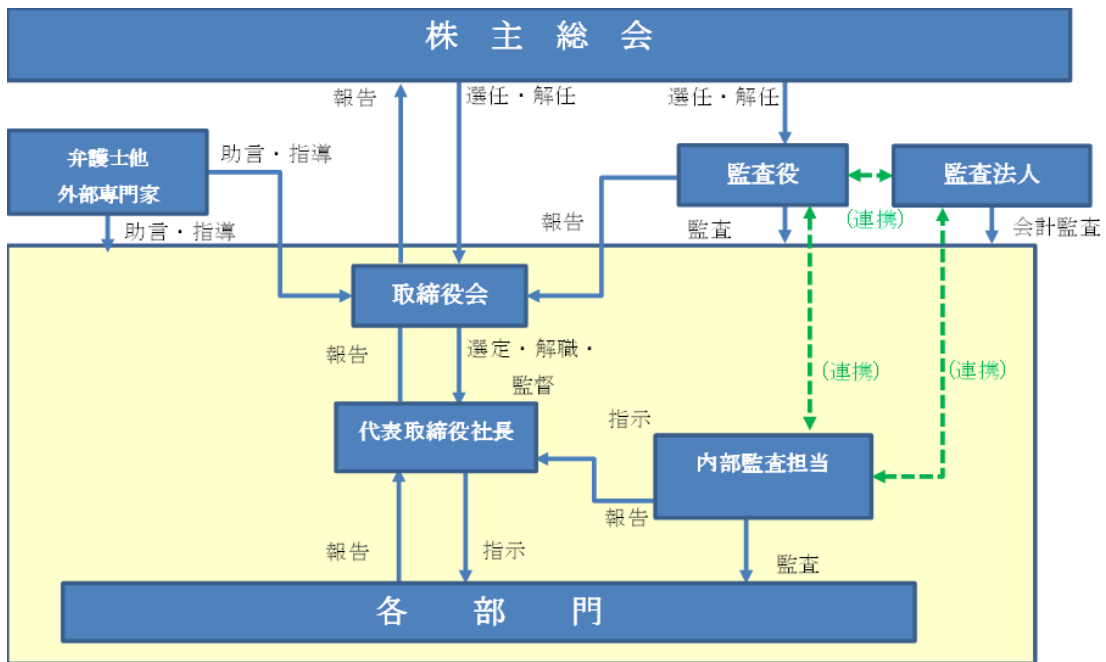 株主総会
報告
選任・解任
選任・解任
弁護士他
外部専門家
助言・指導
監査役
監査法人
助言・指導
報告
監査
(連携)
会計監査
取締役会
報告
選定・解職・
監督
(連携)
(連携)
代表取締役社長
指示
内部監査担当
報告
報告
指示
監査
各部門